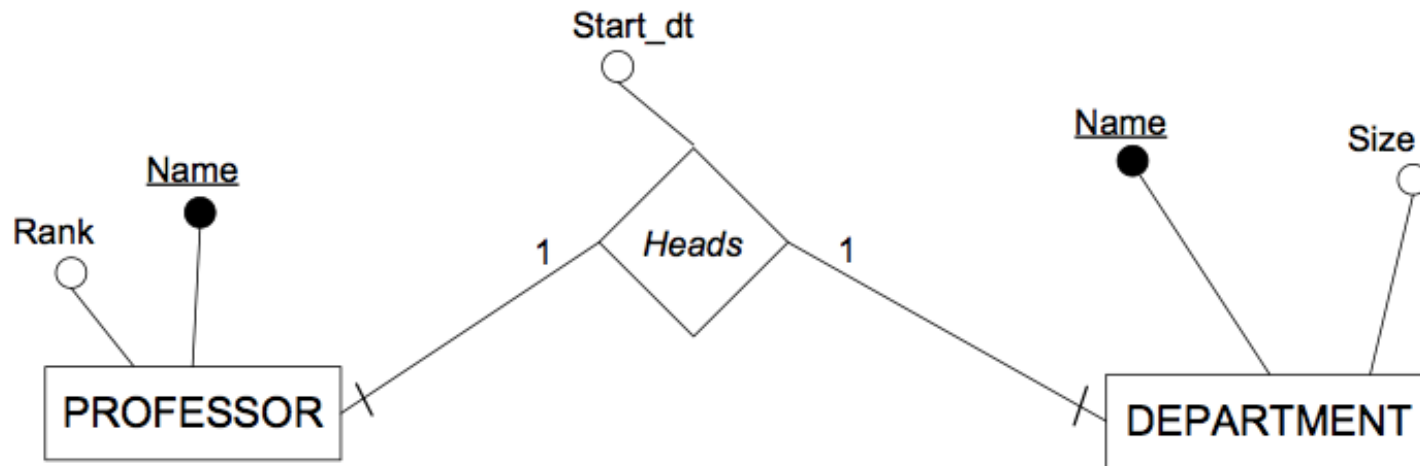 Start_dt
Name
Size
Name
Rank
1
Heads
1
PROFESSOR
DEPARTMENT